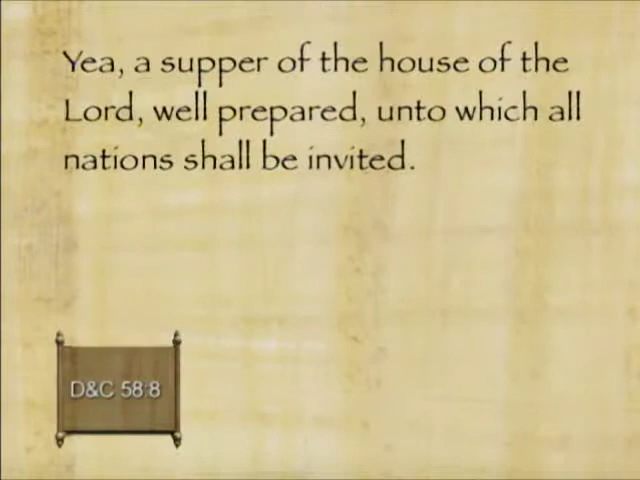 Yea, a supper of the house of the
Lord, well prepared, unto which all
nations shall be invited.
D&C 58:8